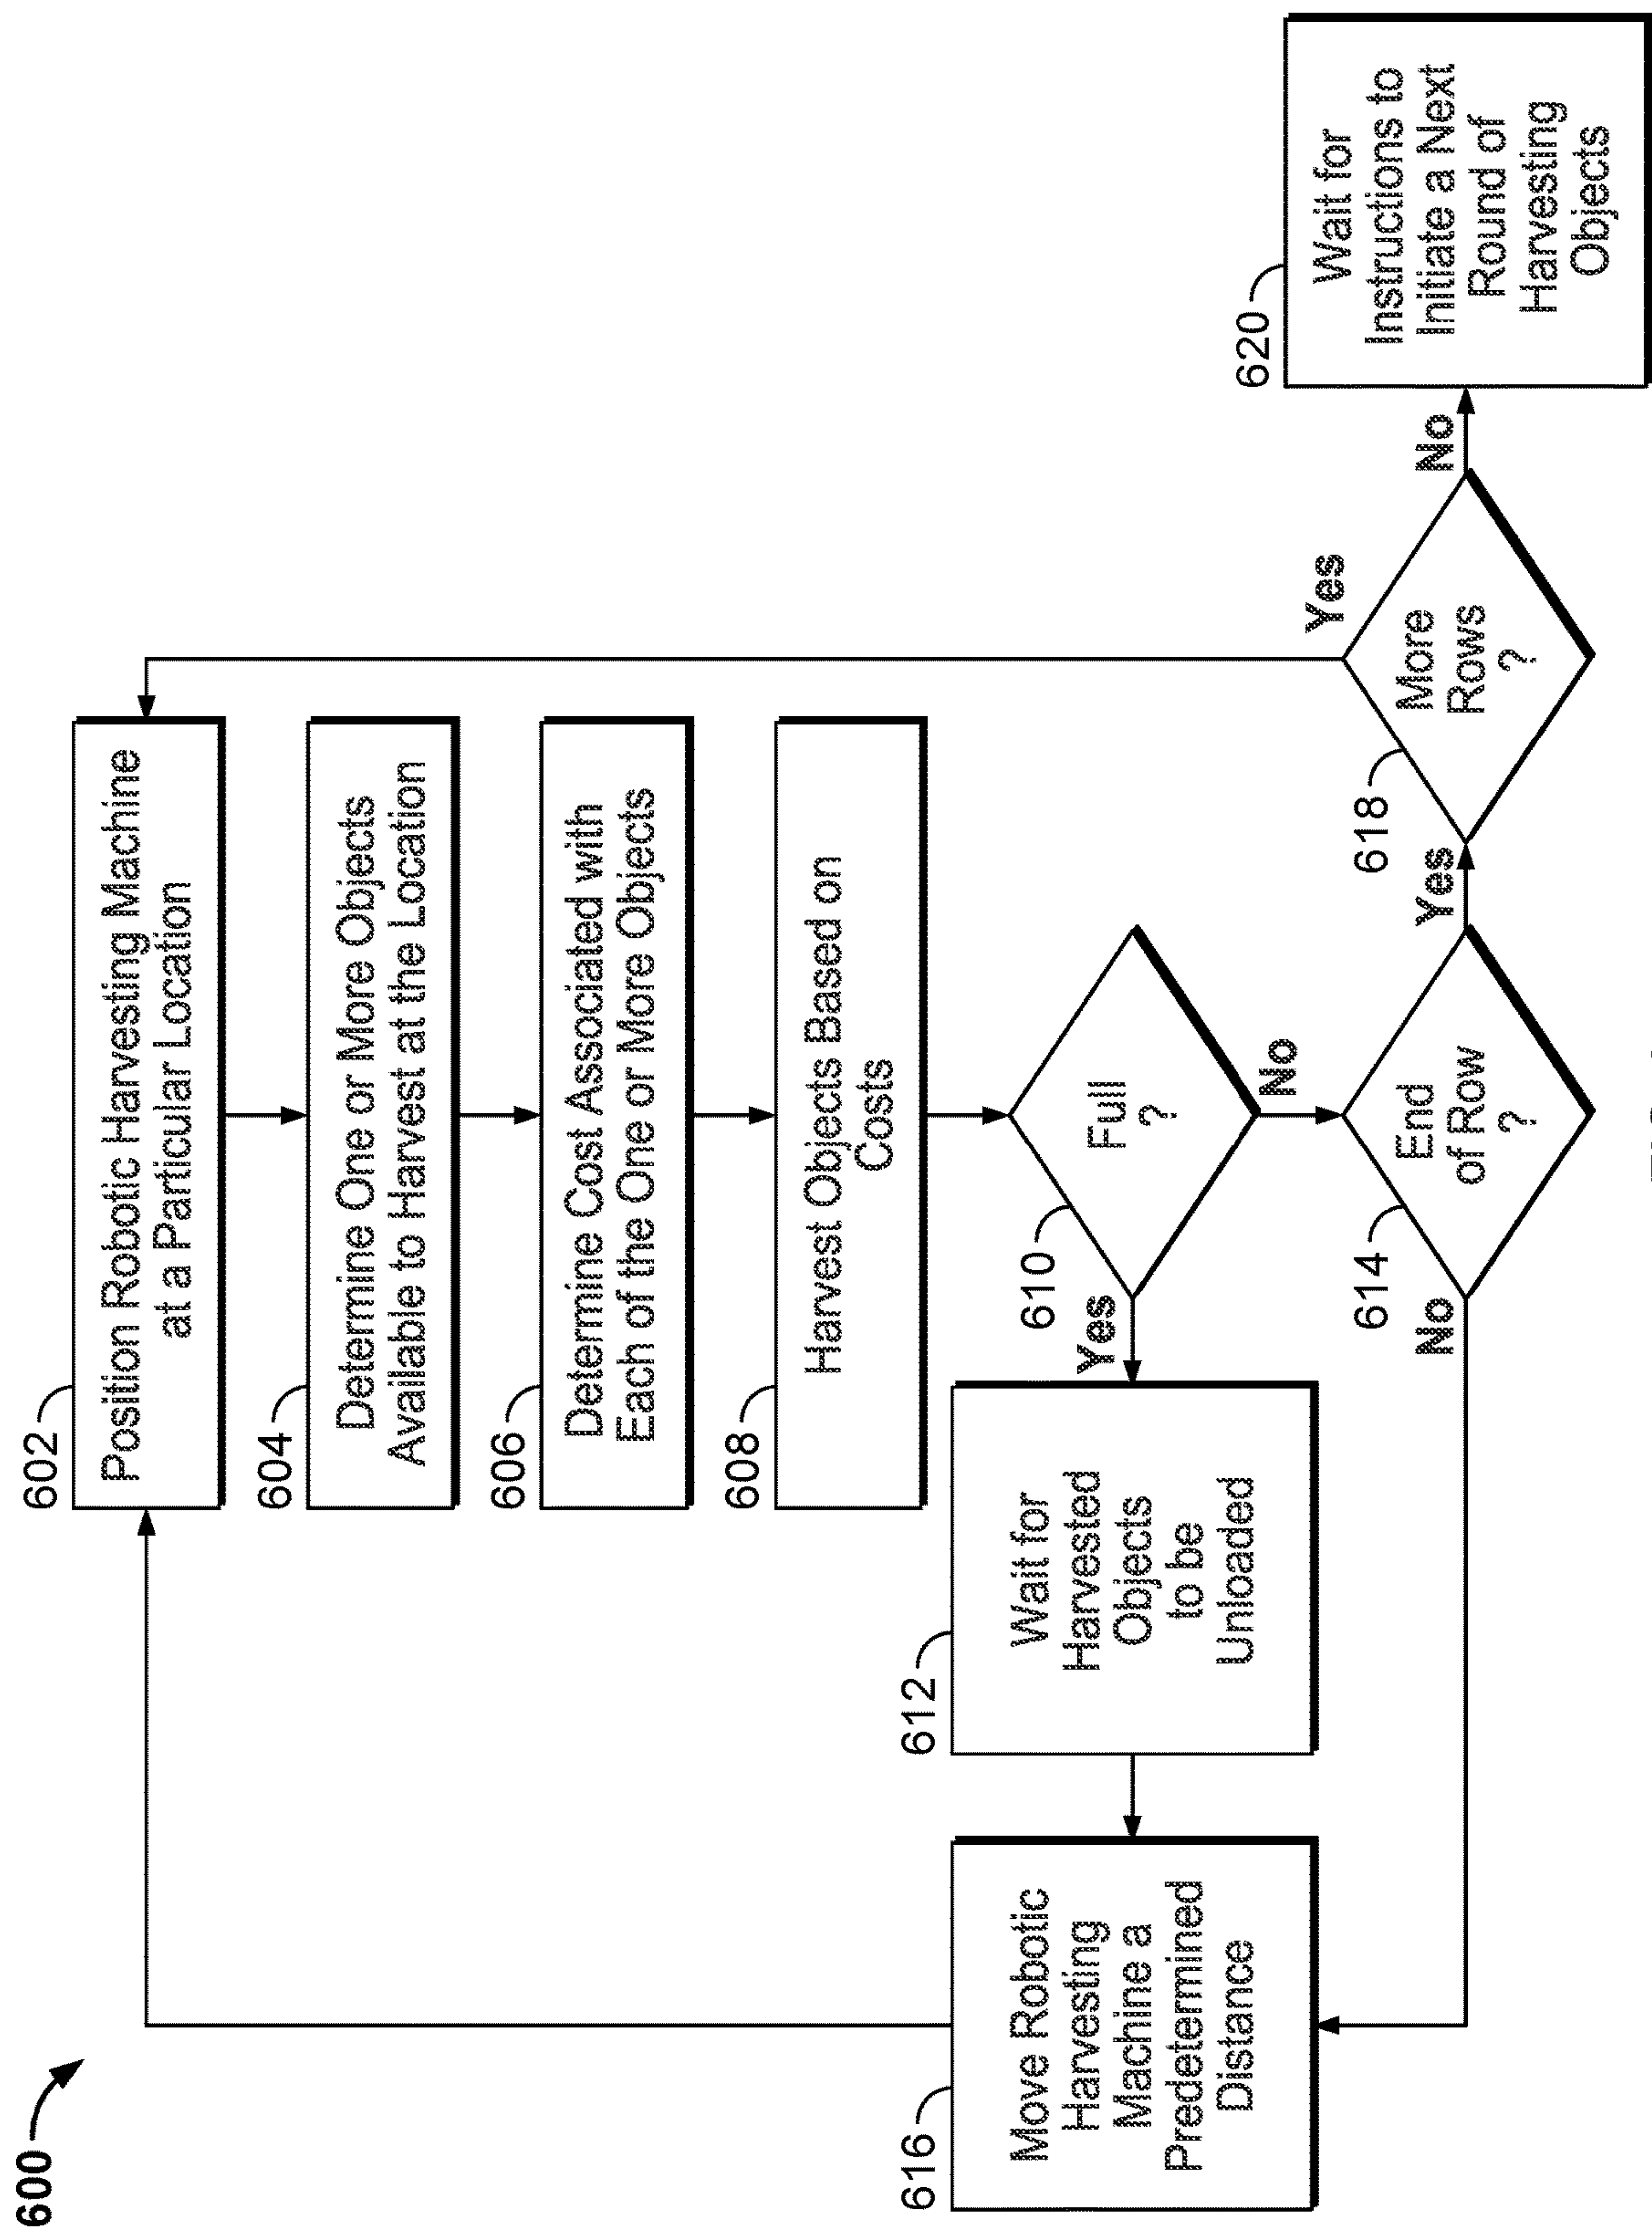 600
602
Position Robotic Harvesting Machine
at a Particular Location
604
Determine One or More Objects
Available to Harvest at the Location
606
Determine Cost Associated with
Each of the One or More Objects
608
Harvest Objects Based on
Costs
610
Full
?
Yes
No
612
Wait for
Harvested
Objects
to be
Unloaded
616
Move Robotic
Harvesting
Machine a
Predetermined
Distance
614
End
of Row
?
No
Yes
618
More
Rows
?
Yes
No
620
Wait for
Instructions to
Initiate a Next
Round of
Harvesting
Objects